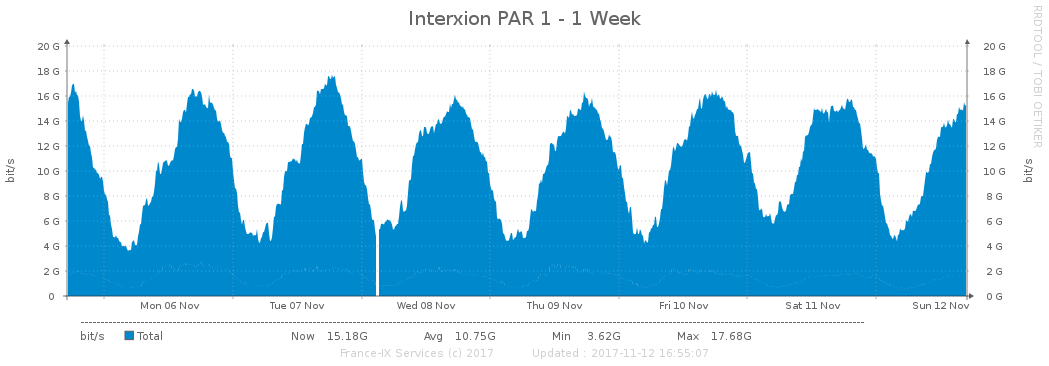 Interxion PAR 1 - 1 Week
RRDTOOL / TOBI OETIKER
bit/s
bit/s
20 G 20 G
18 G 18 G
16 G 16 G
14 G 14 G
12 G 12 G
10 G 10 G
8 G 8 G
6 G 6 G
4 G 4 G
2 G 2 G
0 0 G
Mon 06 Nov Tue 07 Nov Wed 08 Nov Thu 09 Nov Fri 10 Nov Sat 11 Nov Sun 12 Nov
bit/s Total Now 15.18G Avg 10.75G Min 3.62G Max 17.68G
France-IX Services (c) 2017 Updated : 2017-11-12 16:55:07